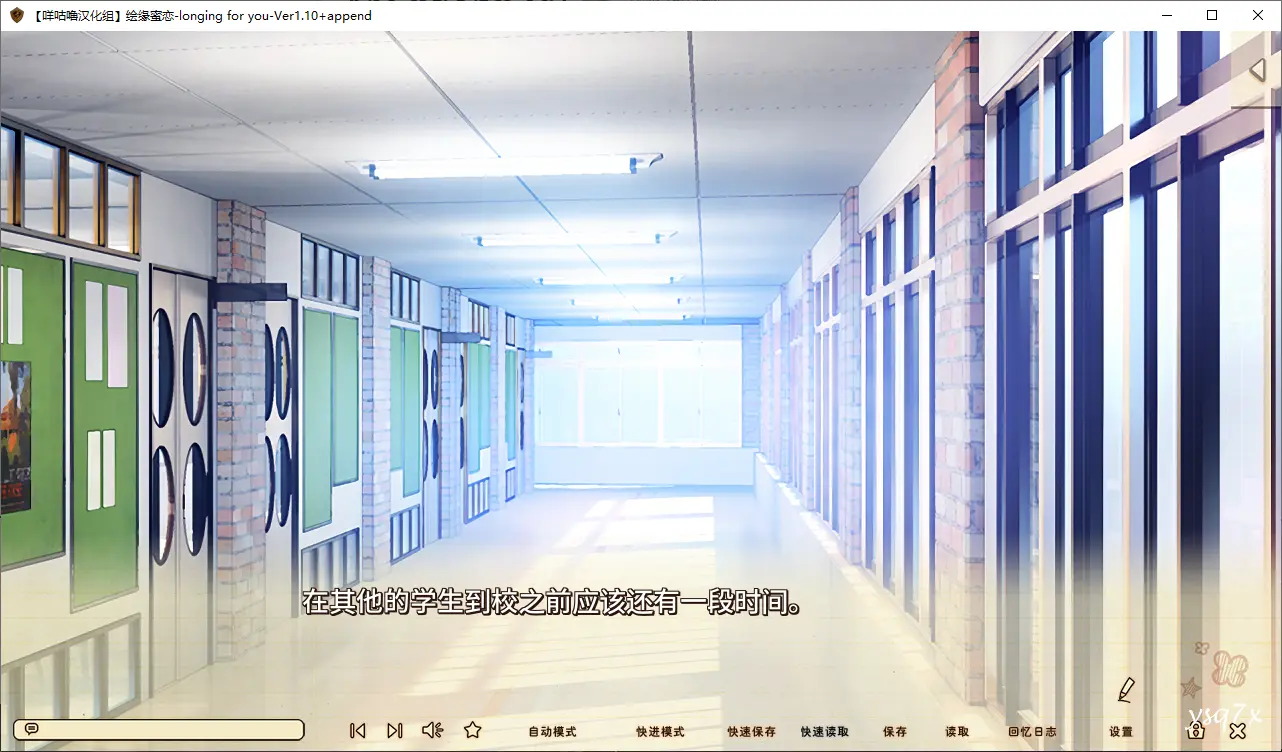 【咩咕噜汉化组】绘缘蜜恋-longing for you-Ver1.10+append
在其他的学生到校之前应该还有一段时间。
自动模式 快进模式 快速保存 快速读取 保存 读取 回忆日志 设置
ysq7x